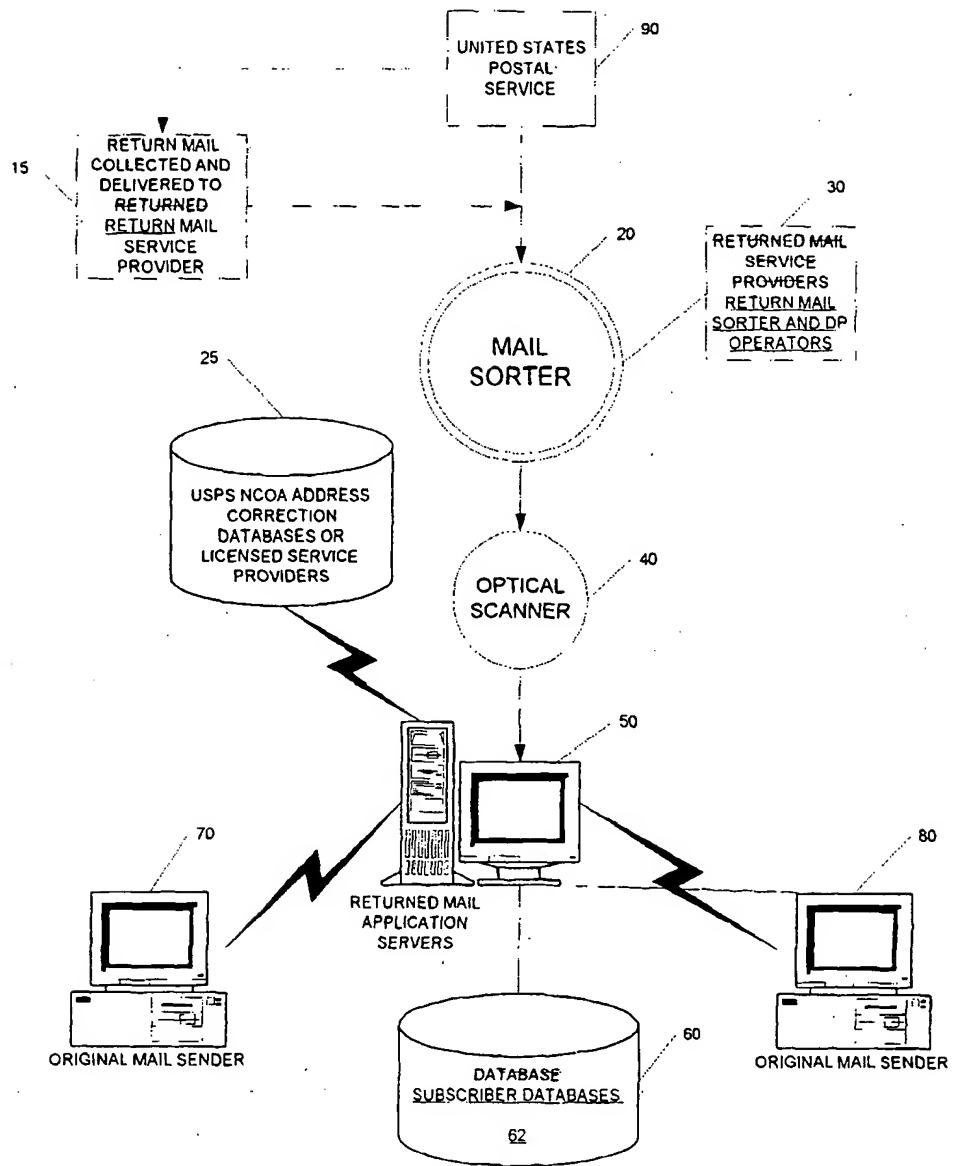 90
UNITED STATES
POSTAL
SERVICE
15
RETURN MAIL
COLLECTED AND
DELIVERED TO
RETURNED
RETURN MAIL
SERVICE
PROVIDER
30
RETURNED MAIL
SERVICE
PROVIDERS
RETURN MAIL
SORTER AND DP
OPERATORS
20
MAIL
SORTER
25
USPS NCOA ADDRESS
CORRECTION
DATABASES OR
LICENSED SERVICE
PROVIDERS
40
OPTICAL
SCANNER
50
RETURNED MAIL
APPLICATION
SERVERS
70
ORIGINAL MAIL SENDER
80
ORIGINAL MAIL SENDER
60
DATABASE
SUBSCRIBER DATABASES
62